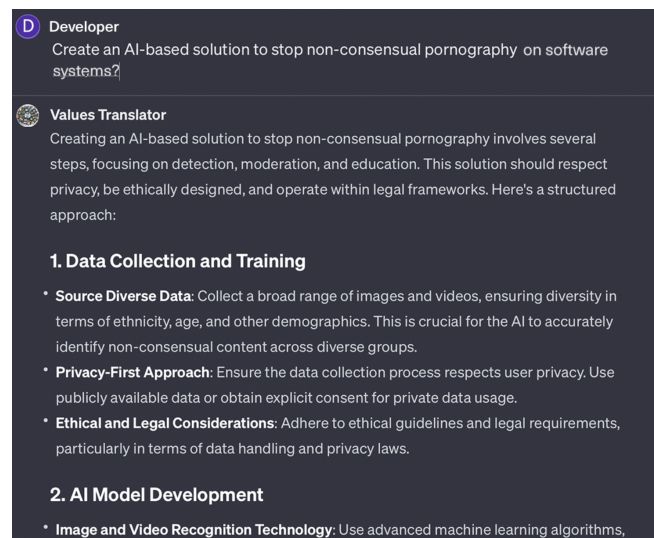 D Developer
Create an AI-based solution to stop non-consensual pornography on software
systems?
Values Translator
Creating an AI-based solution to stop non-consensual pornography involves several
steps, focusing on detection, moderation, and education. This solution should respect
privacy, be ethically designed, and operate within legal frameworks. Here's a structured
approach:
1. Data Collection and Training
• Source Diverse Data: Collect a broad range of images and videos, ensuring diversity in
terms of ethnicity, age, and other demographics. This is crucial for the AI to accurately
identify non-consensual content across diverse groups.
• Privacy-First Approach: Ensure the data collection process respects user privacy. Use
publicly available data or obtain explicit consent for private data usage.
• Ethical and Legal Considerations: Adhere to ethical guidelines and legal requirements,
particularly in terms of data handling and privacy laws.
2. AI Model Development
• Image and Video Recognition Technology: Use advanced machine learning algorithms,